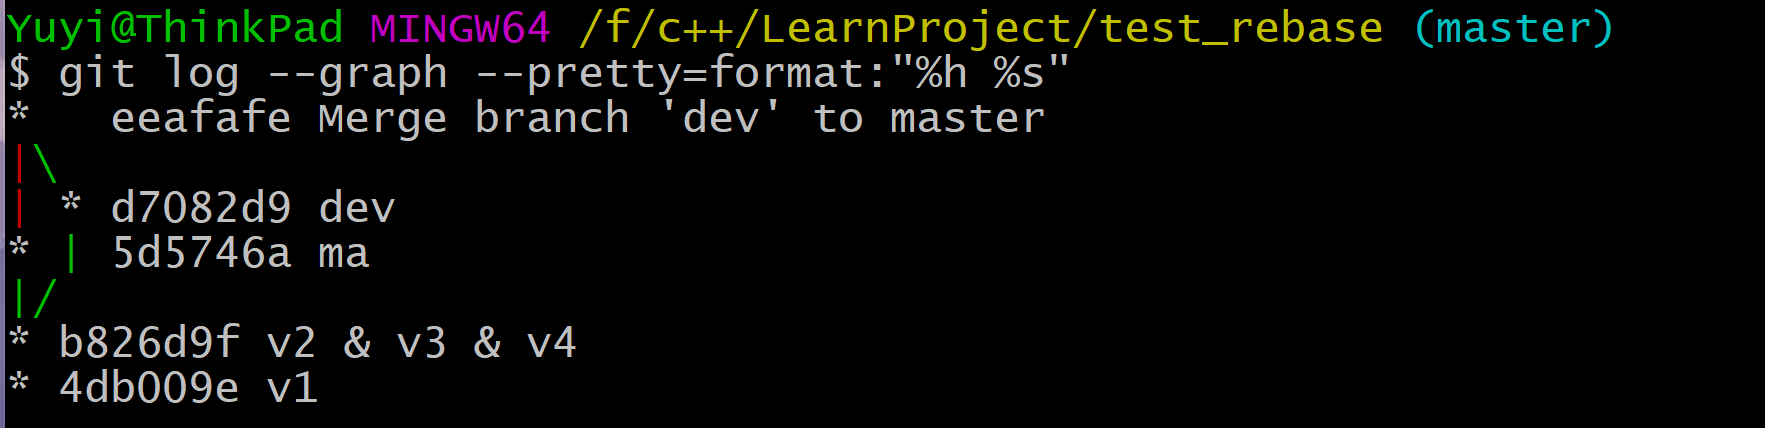 Yuyi@ThinkPad MINGW64 /f/c++/LearnProject/test_rebase (master)
$ git log --graph --pretty=format:"%h %s"
*   eeafafe Merge branch 'dev' to master
|\
| * d7082d9 dev
* | 5d5746a ma
|/
* b826d9f v2 & v3 & v4
* 4db009e v1